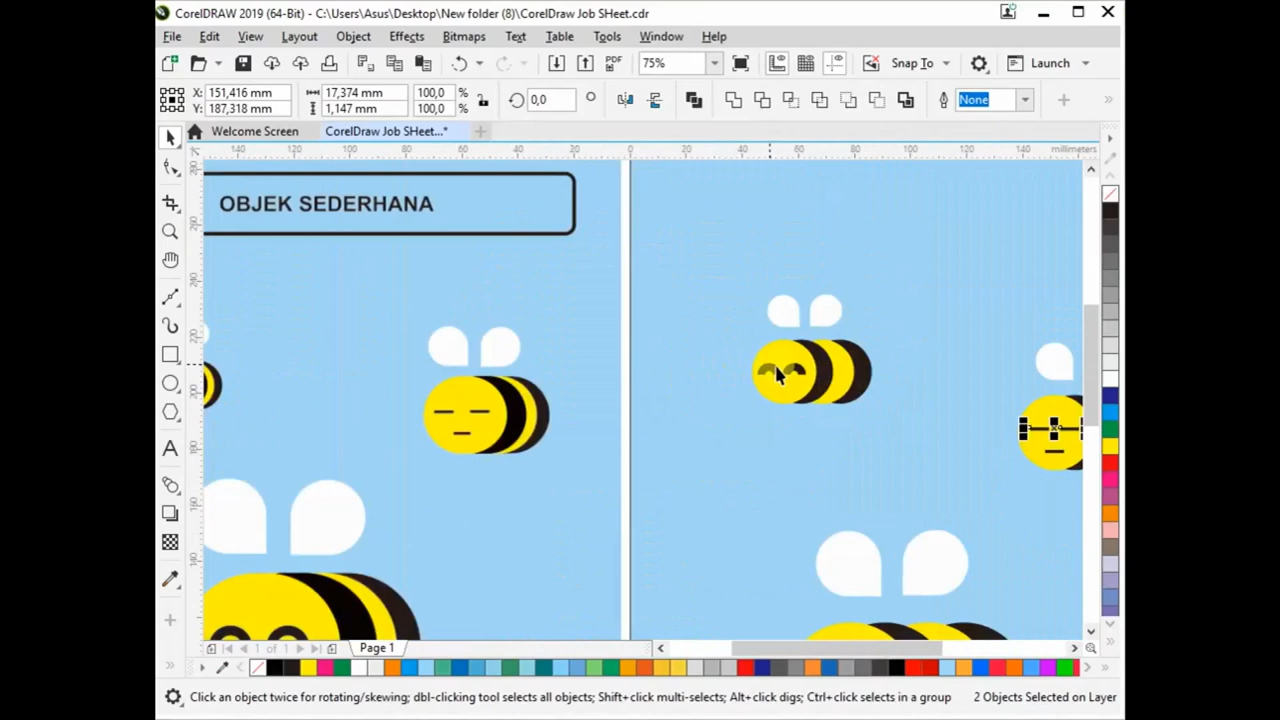 CorelDRAW 2019 (64-Bit) - C:\Users\Asus\Desktop\New folder (8)\CorelDraw Job SHeet.cdr
File Edit View Layout Object Effects Bitmaps Text Table Tools Window Help
PDF 75% Snap To Launch
X: 151,416 mm 17,374 mm 100,0 % 0,0 None
Y: 187,318 mm 1,147 mm 100,0 %
Welcome Screen CorelDraw Job SHeet...*
140 120 100 80 60 40 20 0 20 40 60 80 100 120 140 millimeters
OBJEK SEDERHANA
1 of 1 Page 1
Click an object twice for rotating/skewing; dbl-clicking tool selects all objects; Shift+click multi-selects; Alt+click digs; Ctrl+click selects in a group 2 Objects Selected on Layer